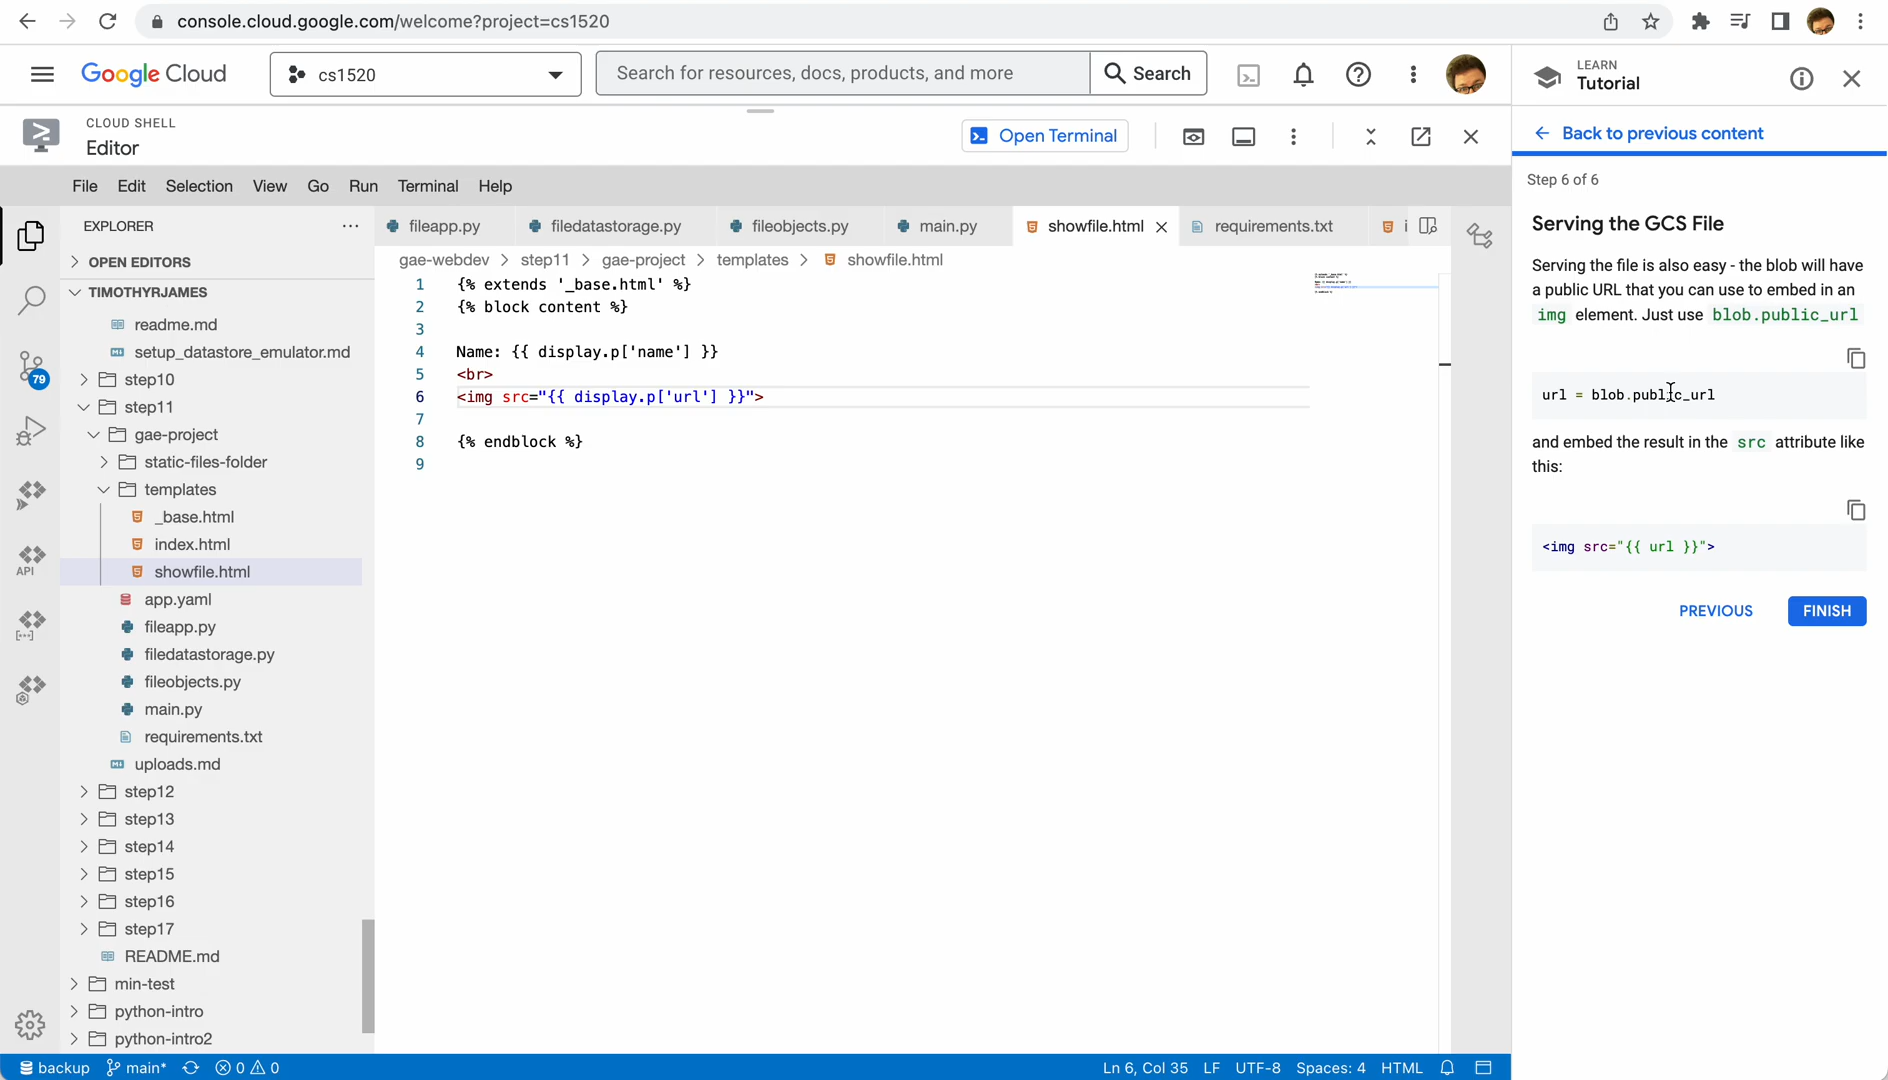 console.cloud.google.com/welcome?project=cs1520
Google Cloud
cs1520
Search for resources, docs, products, and more
Search
LEARN
Tutorial
CLOUD SHELL
Editor
Open Terminal
Back to previous content
File Edit Selection View Go Run Terminal Help
Step 6 of 6
EXPLORER
fileapp.py filedatastorage.py fileobjects.py main.py showfile.html requirements.txt i
OPEN EDITORS
gae-webdev > step11 > gae-project > templates > showfile.html
TIMOTHYRJAMES
readme.md
setup_datastore_emulator.md
step10
step11
gae-project
static-files-folder
templates
_base.html
index.html
showfile.html
app.yaml
fileapp.py
filedatastorage.py
fileobjects.py
main.py
requirements.txt
uploads.md
step12
step13
step14
step15
step16
step17
README.md
min-test
python-intro
python-intro2
79
API
1 {% extends '_base.html' %}
2 {% block content %}
3
4 Name: {{ display.p['name'] }}
5 <br>
6 <img src="{{ display.p['url'] }}">
7
8 {% endblock %}
9
Serving the GCS File
Serving the file is also easy - the blob will have
a public URL that you can use to embed in an
img element. Just use blob.public_url
url = blob.public_url
and embed the result in the src attribute like
this:
<img src="{{ url }}">
PREVIOUS FINISH
backup main* 0 0 Ln 6, Col 35 LF UTF-8 Spaces: 4 HTML